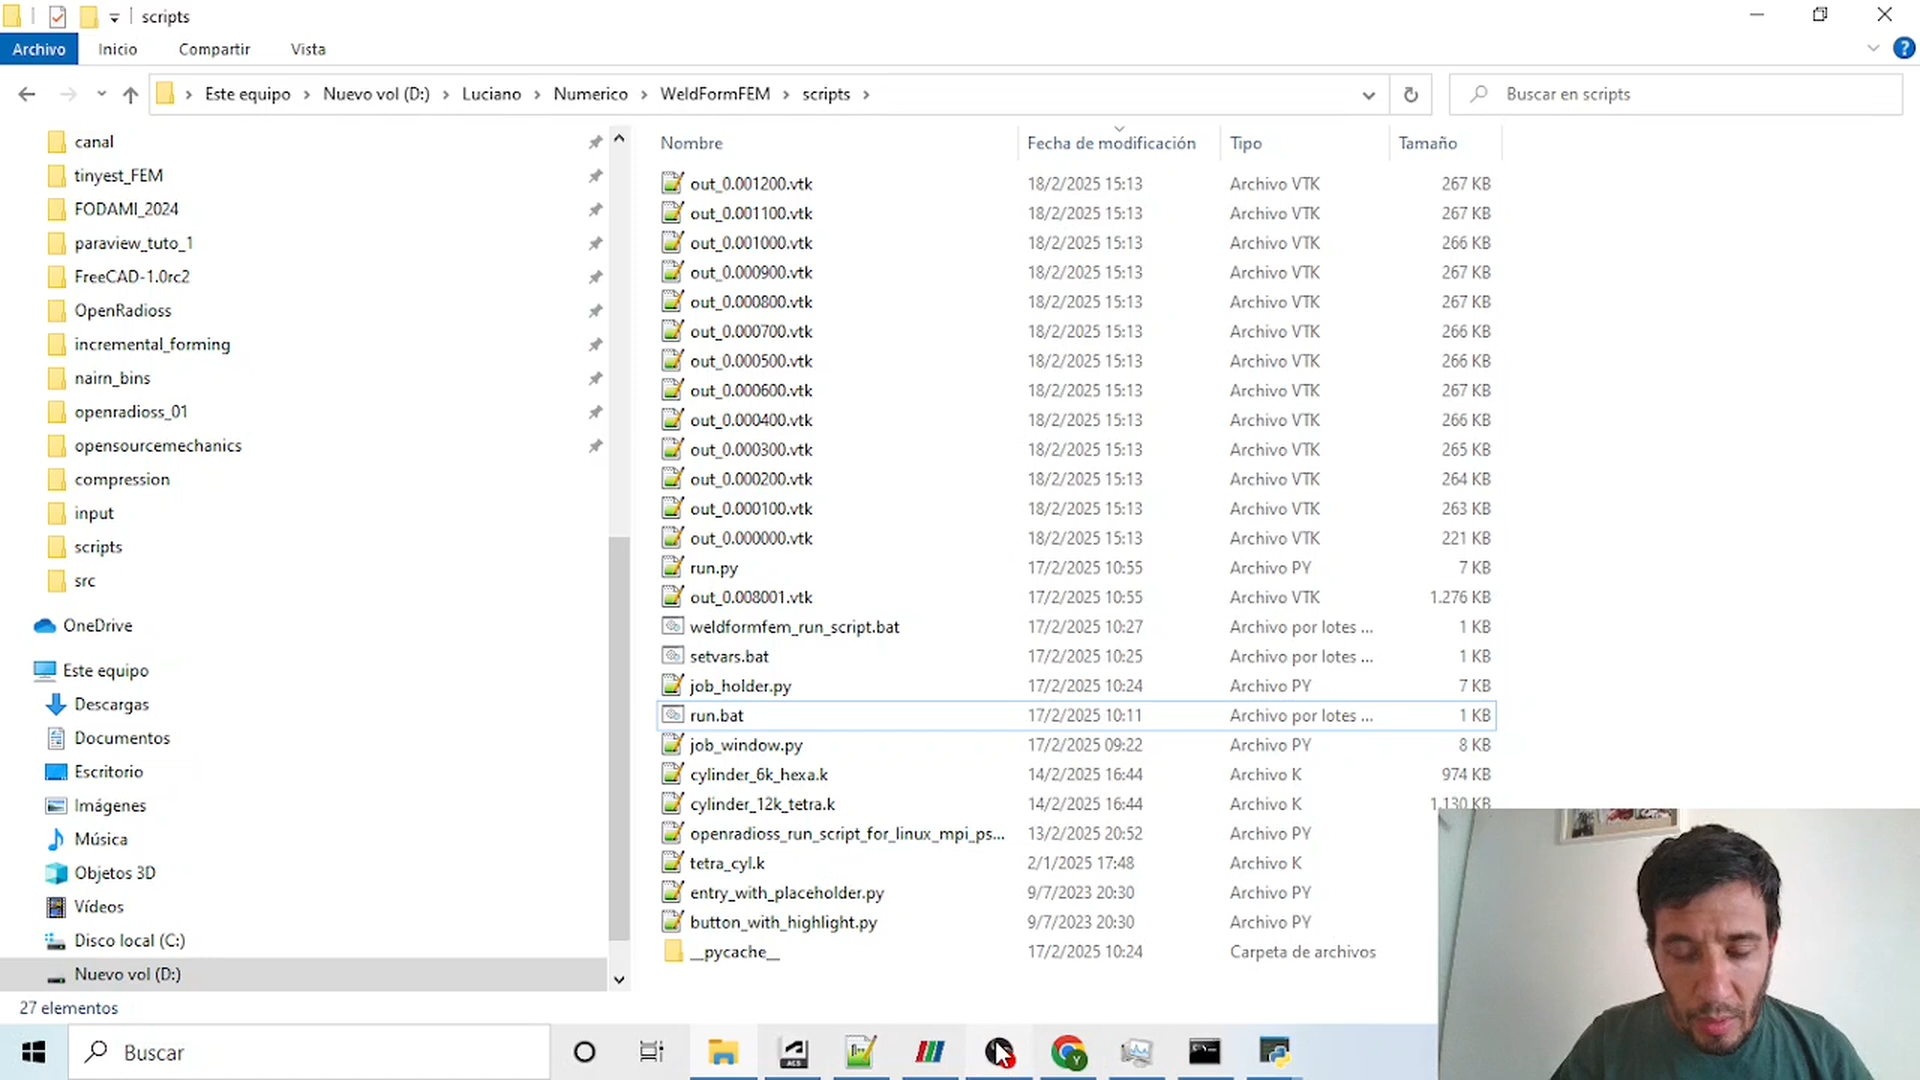 scripts
Archivo Inicio Compartir Vista
Este equipo Nuevo vol (D:) Luciano Numerico WeldFormFEM scripts
Buscar en scripts
canal
tinyest_FEM
FODAMI_2024
paraview_tuto_1
FreeCAD-1.0rc2
OpenRadioss
incremental_forming
nairn_bins
openradioss_01
opensourcemechanics
compression
input
scripts
src
OneDrive
Este equipo
Descargas
Documentos
Escritorio
Imágenes
Música
Objetos 3D
Vídeos
Disco local (C:)
Nuevo vol (D:)
Nombre Fecha de modificación Tipo Tamaño
out_0.001200.vtk 18/2/2025 15:13 Archivo VTK 267 KB
out_0.001100.vtk 18/2/2025 15:13 Archivo VTK 267 KB
out_0.001000.vtk 18/2/2025 15:13 Archivo VTK 266 KB
out_0.000900.vtk 18/2/2025 15:13 Archivo VTK 267 KB
out_0.000800.vtk 18/2/2025 15:13 Archivo VTK 267 KB
out_0.000700.vtk 18/2/2025 15:13 Archivo VTK 266 KB
out_0.000500.vtk 18/2/2025 15:13 Archivo VTK 266 KB
out_0.000600.vtk 18/2/2025 15:13 Archivo VTK 267 KB
out_0.000400.vtk 18/2/2025 15:13 Archivo VTK 266 KB
out_0.000300.vtk 18/2/2025 15:13 Archivo VTK 265 KB
out_0.000200.vtk 18/2/2025 15:13 Archivo VTK 264 KB
out_0.000100.vtk 18/2/2025 15:13 Archivo VTK 263 KB
out_0.000000.vtk 18/2/2025 15:13 Archivo VTK 221 KB
run.py 17/2/2025 10:55 Archivo PY 7 KB
out_0.008001.vtk 17/2/2025 10:55 Archivo VTK 1.276 KB
weldformfem_run_script.bat 17/2/2025 10:27 Archivo por lotes ... 1 KB
setvars.bat 17/2/2025 10:25 Archivo por lotes ... 1 KB
job_holder.py 17/2/2025 10:24 Archivo PY 7 KB
run.bat 17/2/2025 10:11 Archivo por lotes ... 1 KB
job_window.py 17/2/2025 09:22 Archivo PY 8 KB
cylinder_6k_hexa.k 14/2/2025 16:44 Archivo K 974 KB
cylinder_12k_tetra.k 14/2/2025 16:44 Archivo K 1.130 KB
openradioss_run_script_for_linux_mpi_ps... 13/2/2025 20:52 Archivo PY
tetra_cyl.k 2/1/2025 17:48 Archivo K
entry_with_placeholder.py 9/7/2023 20:30 Archivo PY
button_with_highlight.py 9/7/2023 20:30 Archivo PY
__pycache__ 17/2/2025 10:24 Carpeta de archivos
27 elementos
Buscar